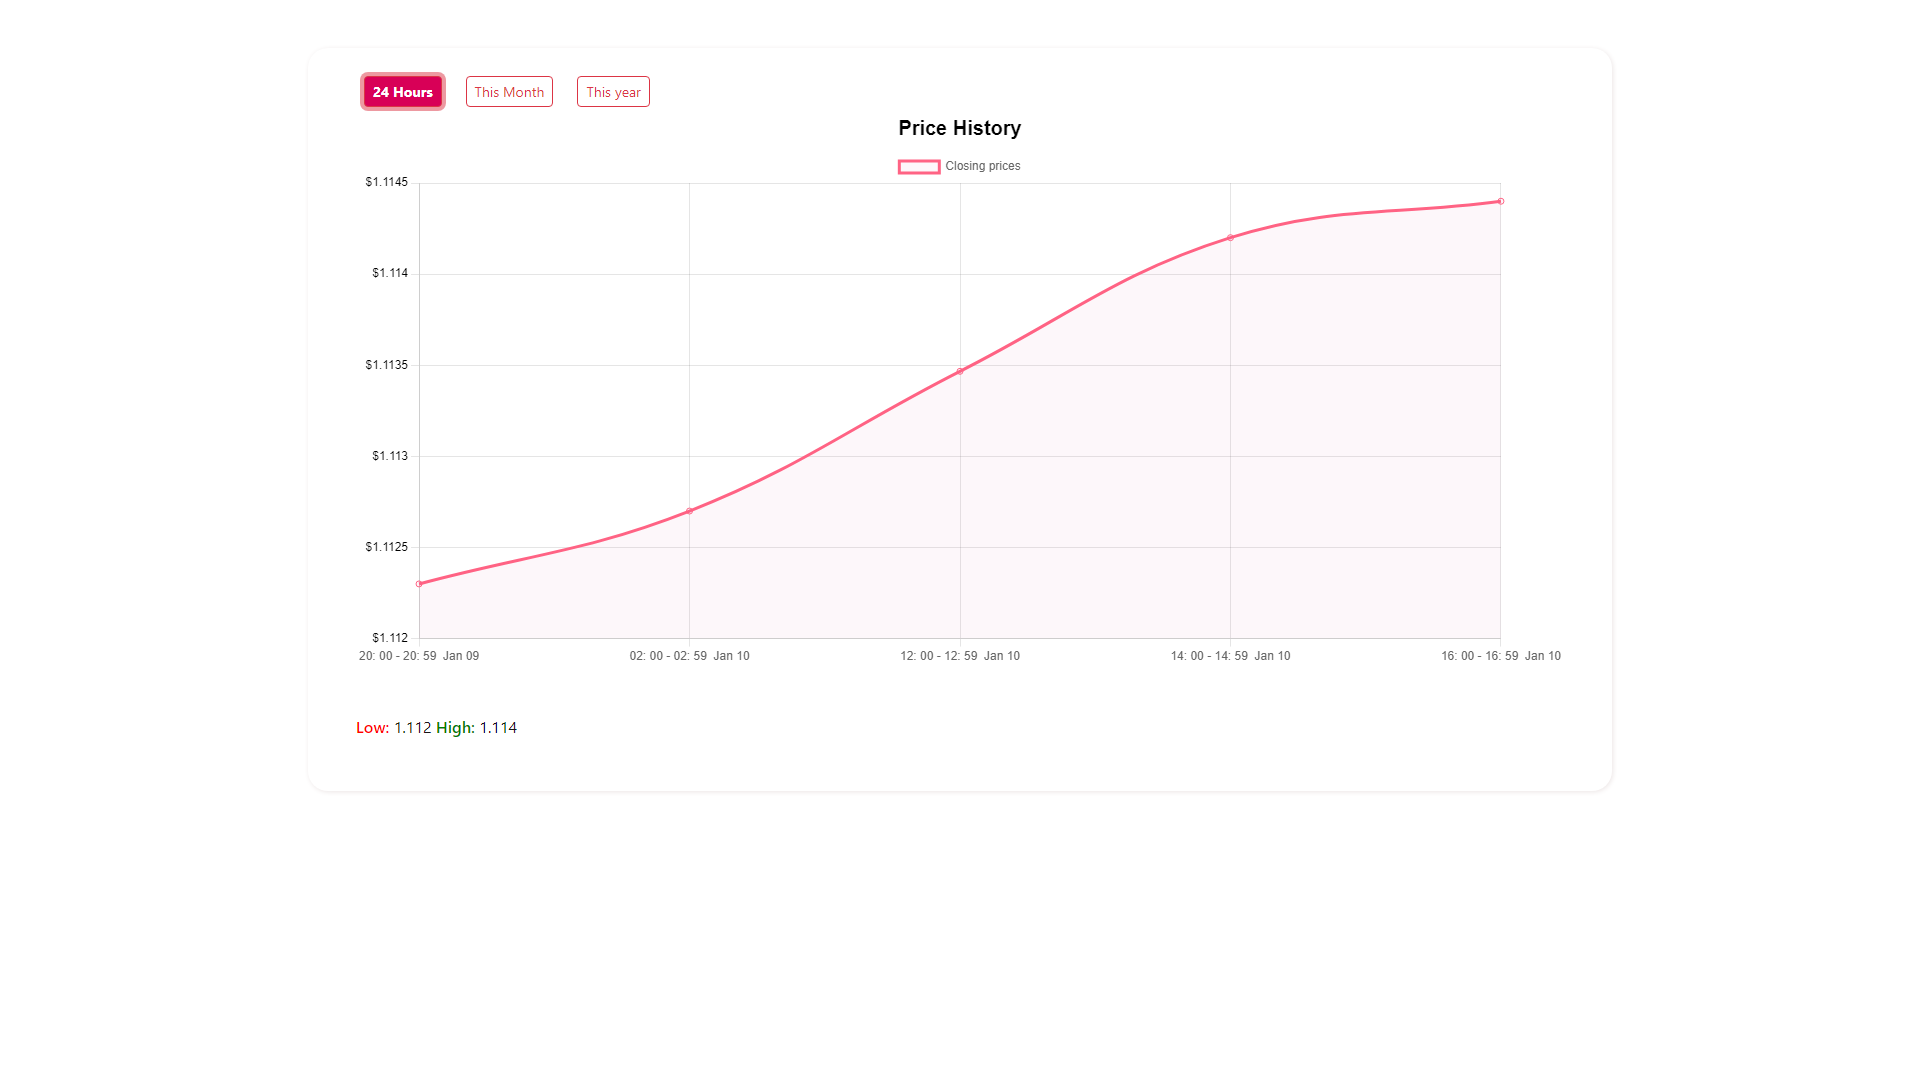 24 Hours This Month This year
Price History
Closing prices
$1.1145
$1.114
$1.1135
$1.113
$1.1125
$1.112
20: 00 - 20: 59 Jan 09 02: 00 - 02: 59 Jan 10 12: 00 - 12: 59 Jan 10 14: 00 - 14: 59 Jan 10 16: 00 - 16: 59 Jan 10
Low: 1.112 High: 1.114